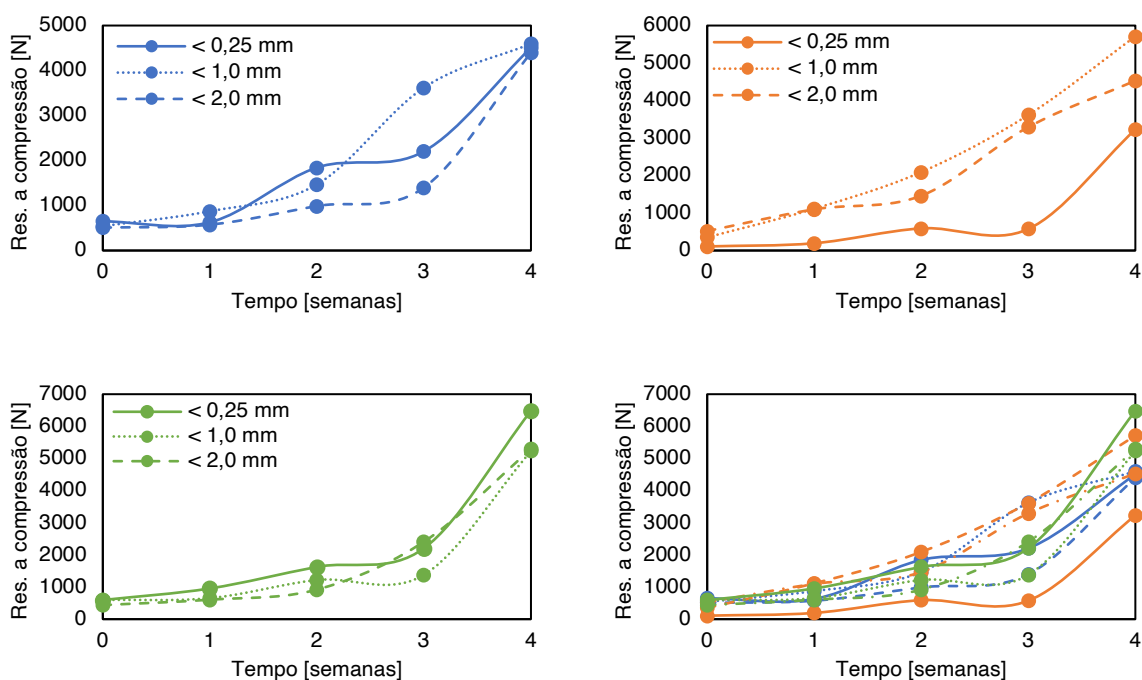 Res. a compressão [N]
5000
4000
3000
2000
1000
0
< 0,25 mm
< 1,0 mm
< 2,0 mm
0 1 2 3 4
Tempo [semanas]
Res. a compressão [N]
6000
5000
4000
3000
2000
1000
0
< 0,25 mm
< 1,0 mm
< 2,0 mm
0 1 2 3 4
Tempo [semanas]
Res. a compressão [N]
7000
6000
5000
4000
3000
2000
1000
0
< 0,25 mm
< 1,0 mm
< 2,0 mm
0 1 2 3 4
Tempo [semanas]
Res. a compressão [N]
7000
6000
5000
4000
3000
2000
1000
0
0 1 2 3 4
Tempo [semanas]